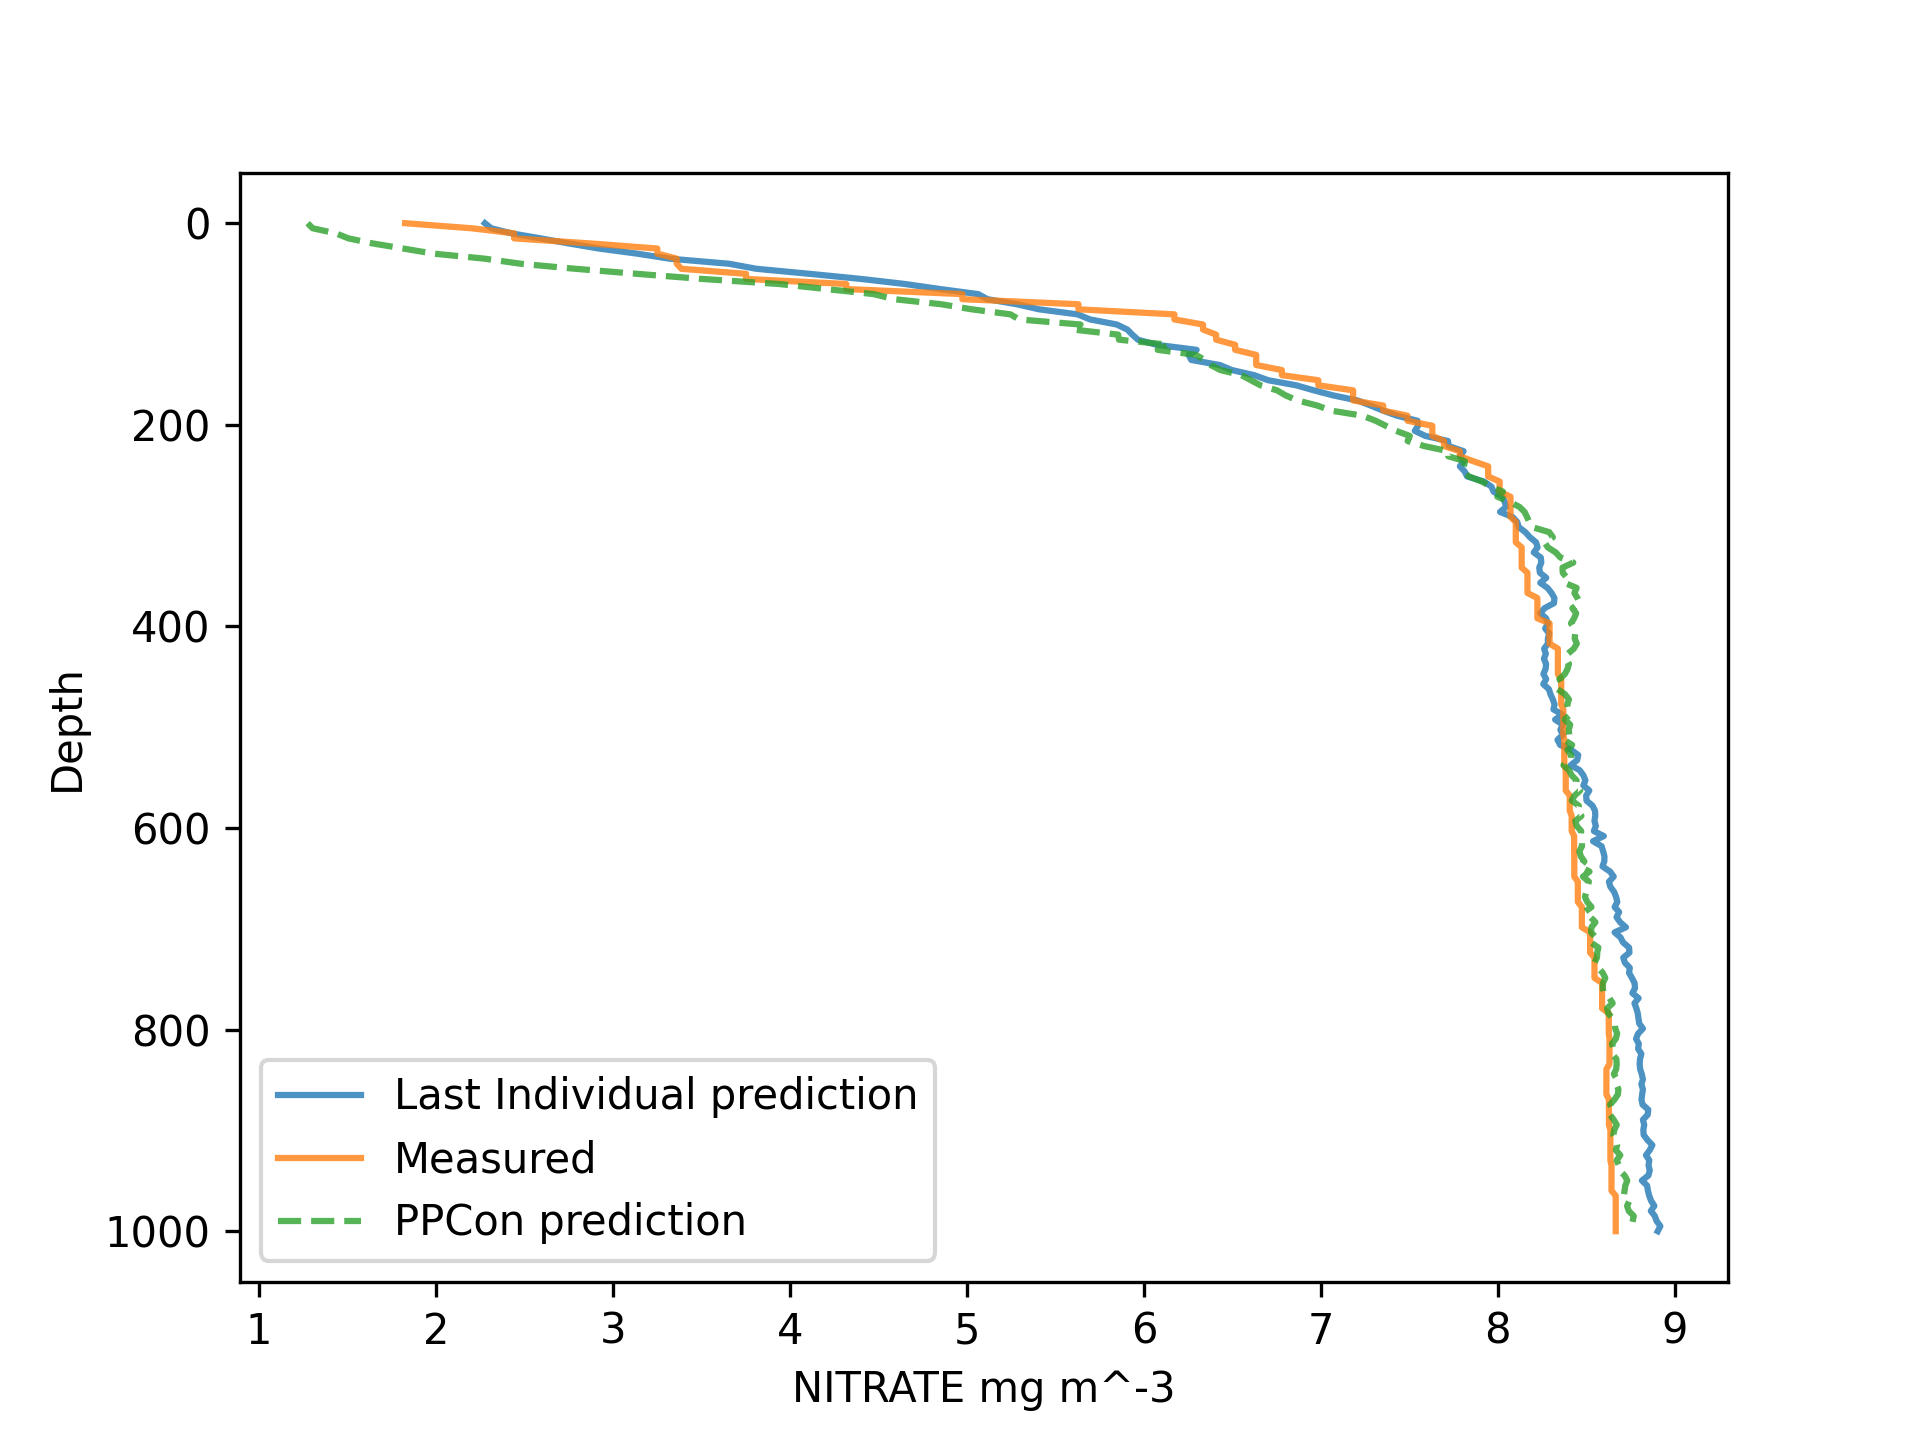 0
200
400
600
800
1000
Depth
Last Individual prediction
Measured
PPCon prediction
1 2 3 4 5 6 7 8 9
NITRATE mg m^-3